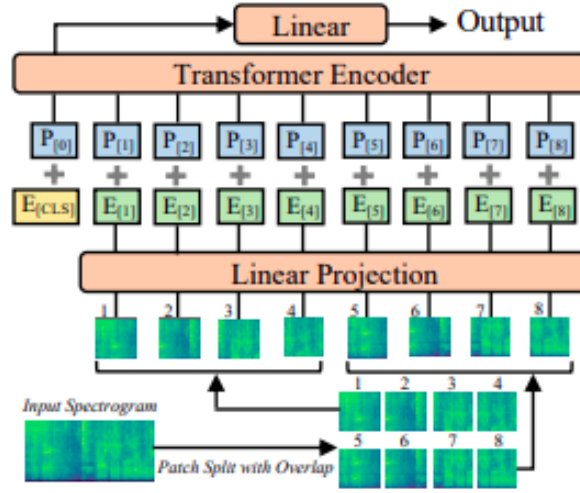 Linear Output
Transformer Encoder
P[0] P[1] P[2] P[3] P[4] P[5] P[6] P[7] P[8]
+ + + + + + + + +
E[CLS] E[1] E[2] E[3] E[4] E[5] E[6] E[7] E[8]
Linear Projection
1 2 3 4 5 6 7 8
1 2 3 4
Input Spectrogram
5 6 7 8
Patch Split with Overlap